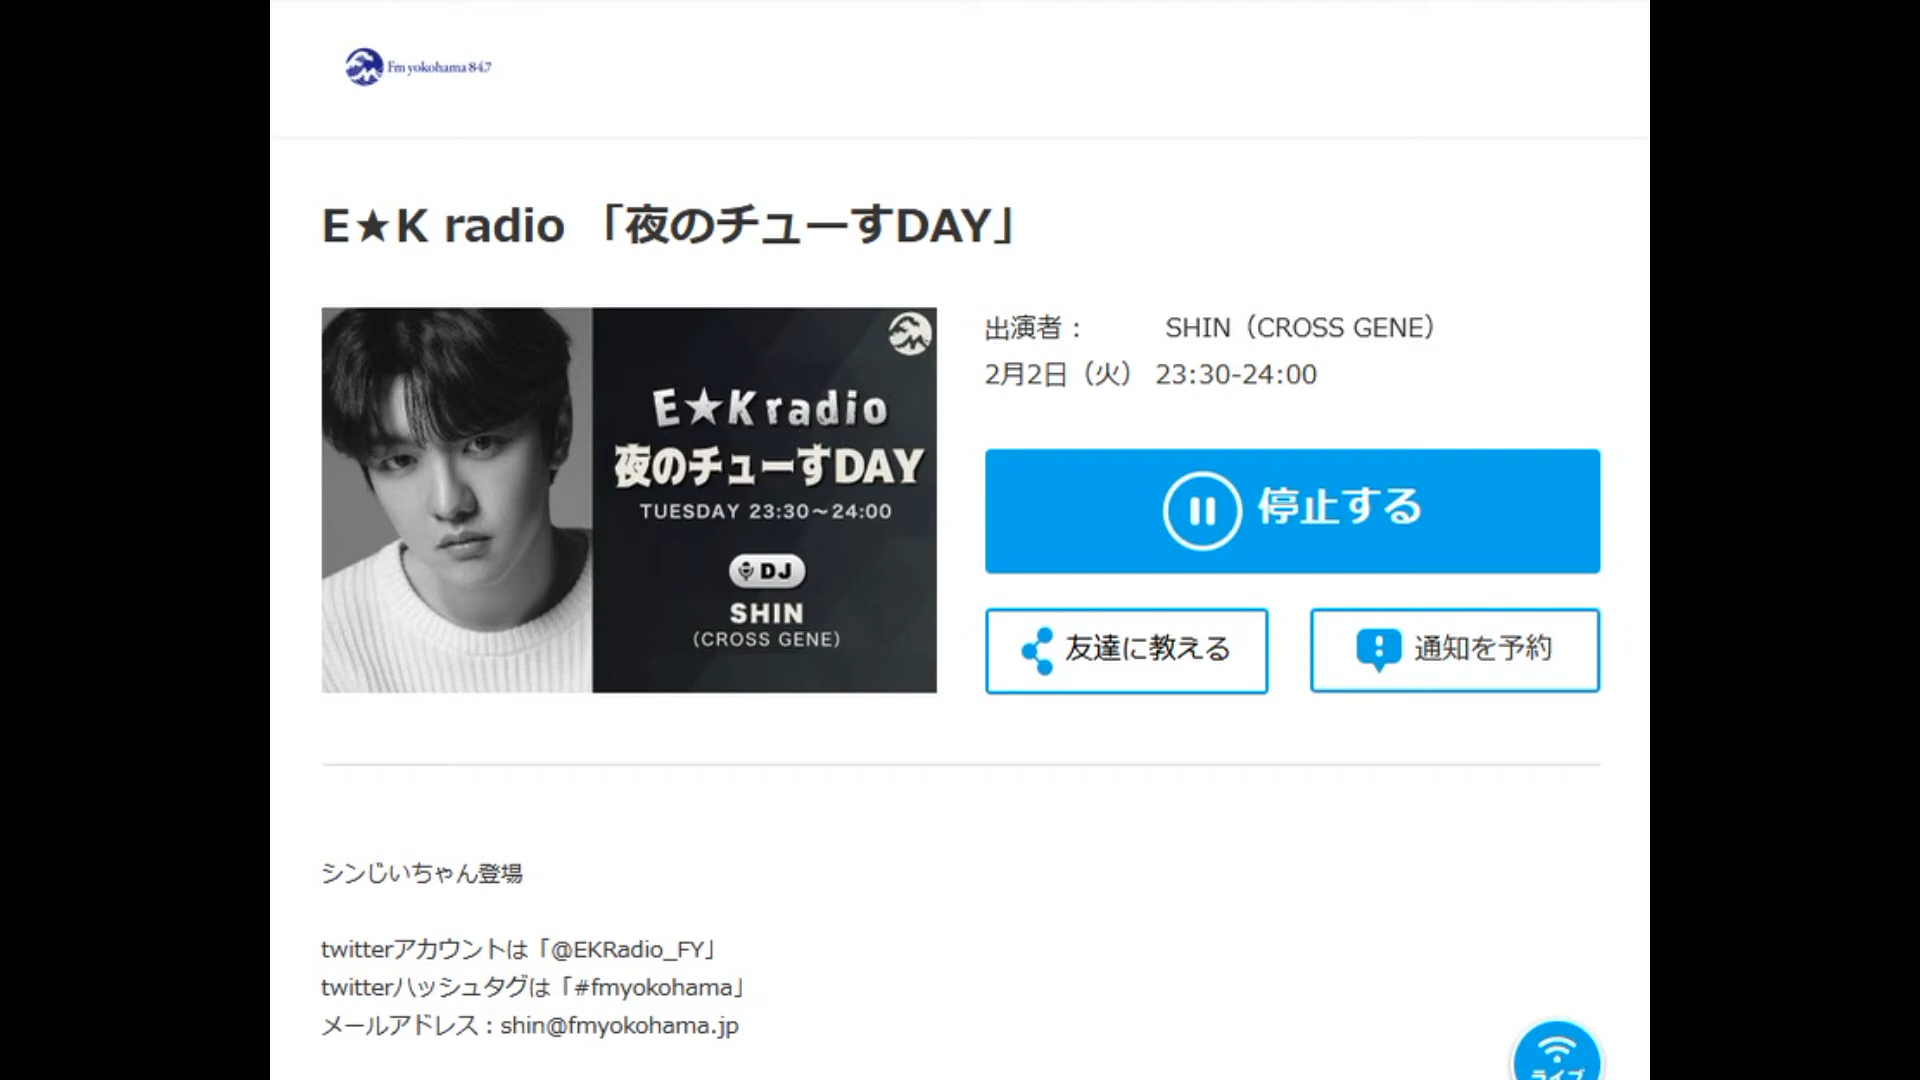 Fm yokohama 84.7
E★K radio 「夜のチューすDAY」
E★K radio
夜のチューすDAY
TUESDAY 23:30〜24:00
DJ
SHIN
（CROSS GENE）
出演者： SHIN（CROSS GENE）
2月2日（火） 23:30-24:00
停止する
友達に教える
通知を予約
シンじいちゃん登場
twitterアカウントは「@EKRadio_FY」
twitterハッシュタグは「#fmyokohama」
メールアドレス：shin@fmyokohama.jp
ライブ